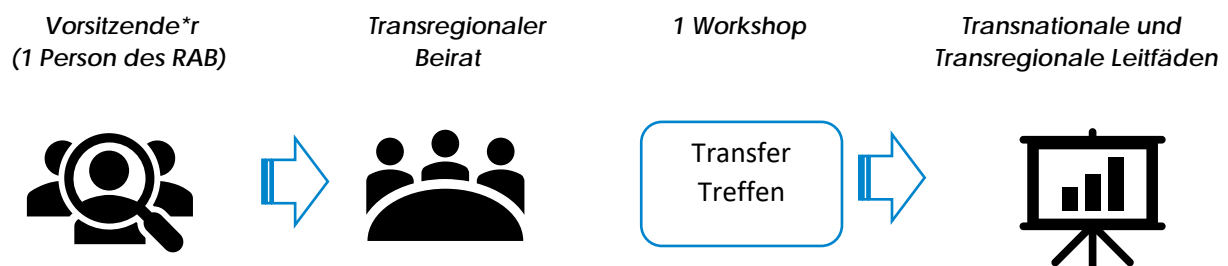 Vorsitzende*r
(1 Person des RAB)
Transregionaler
Beirat
1 Workshop
Transnationale und
Transregionale Leitfäden
Transfer
Treffen